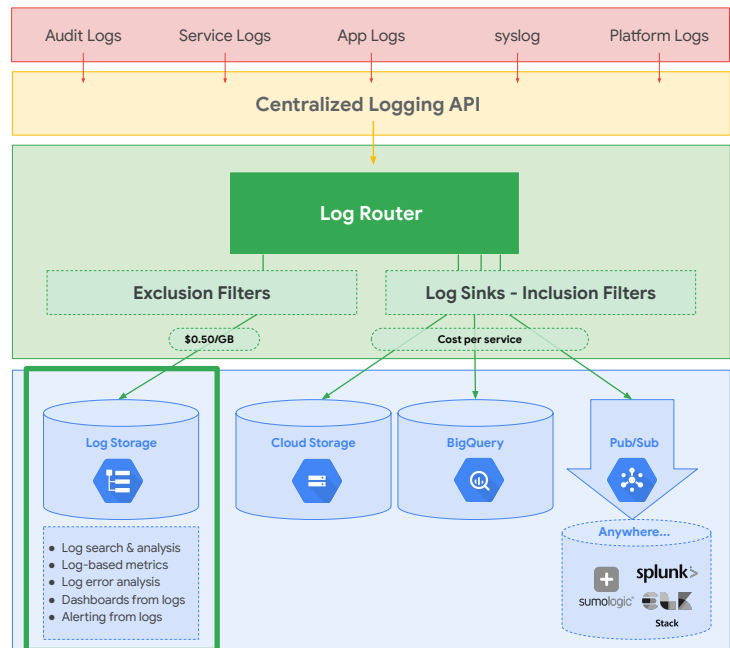 Audit Logs
Service Logs
App Logs
syslog
Platform Logs
Centralized Logging API
Log Router
Exclusion Filters
Log Sinks - Inclusion Filters
$0.50/GB
Cost per service
Log Storage
Cloud Storage
BigQuery
Pub/Sub
● Log search & analysis
● Log-based metrics
● Log error analysis
● Dashboards from logs
● Alerting from logs
Anywhere...
sumologic
splunk>
ELK
Stack